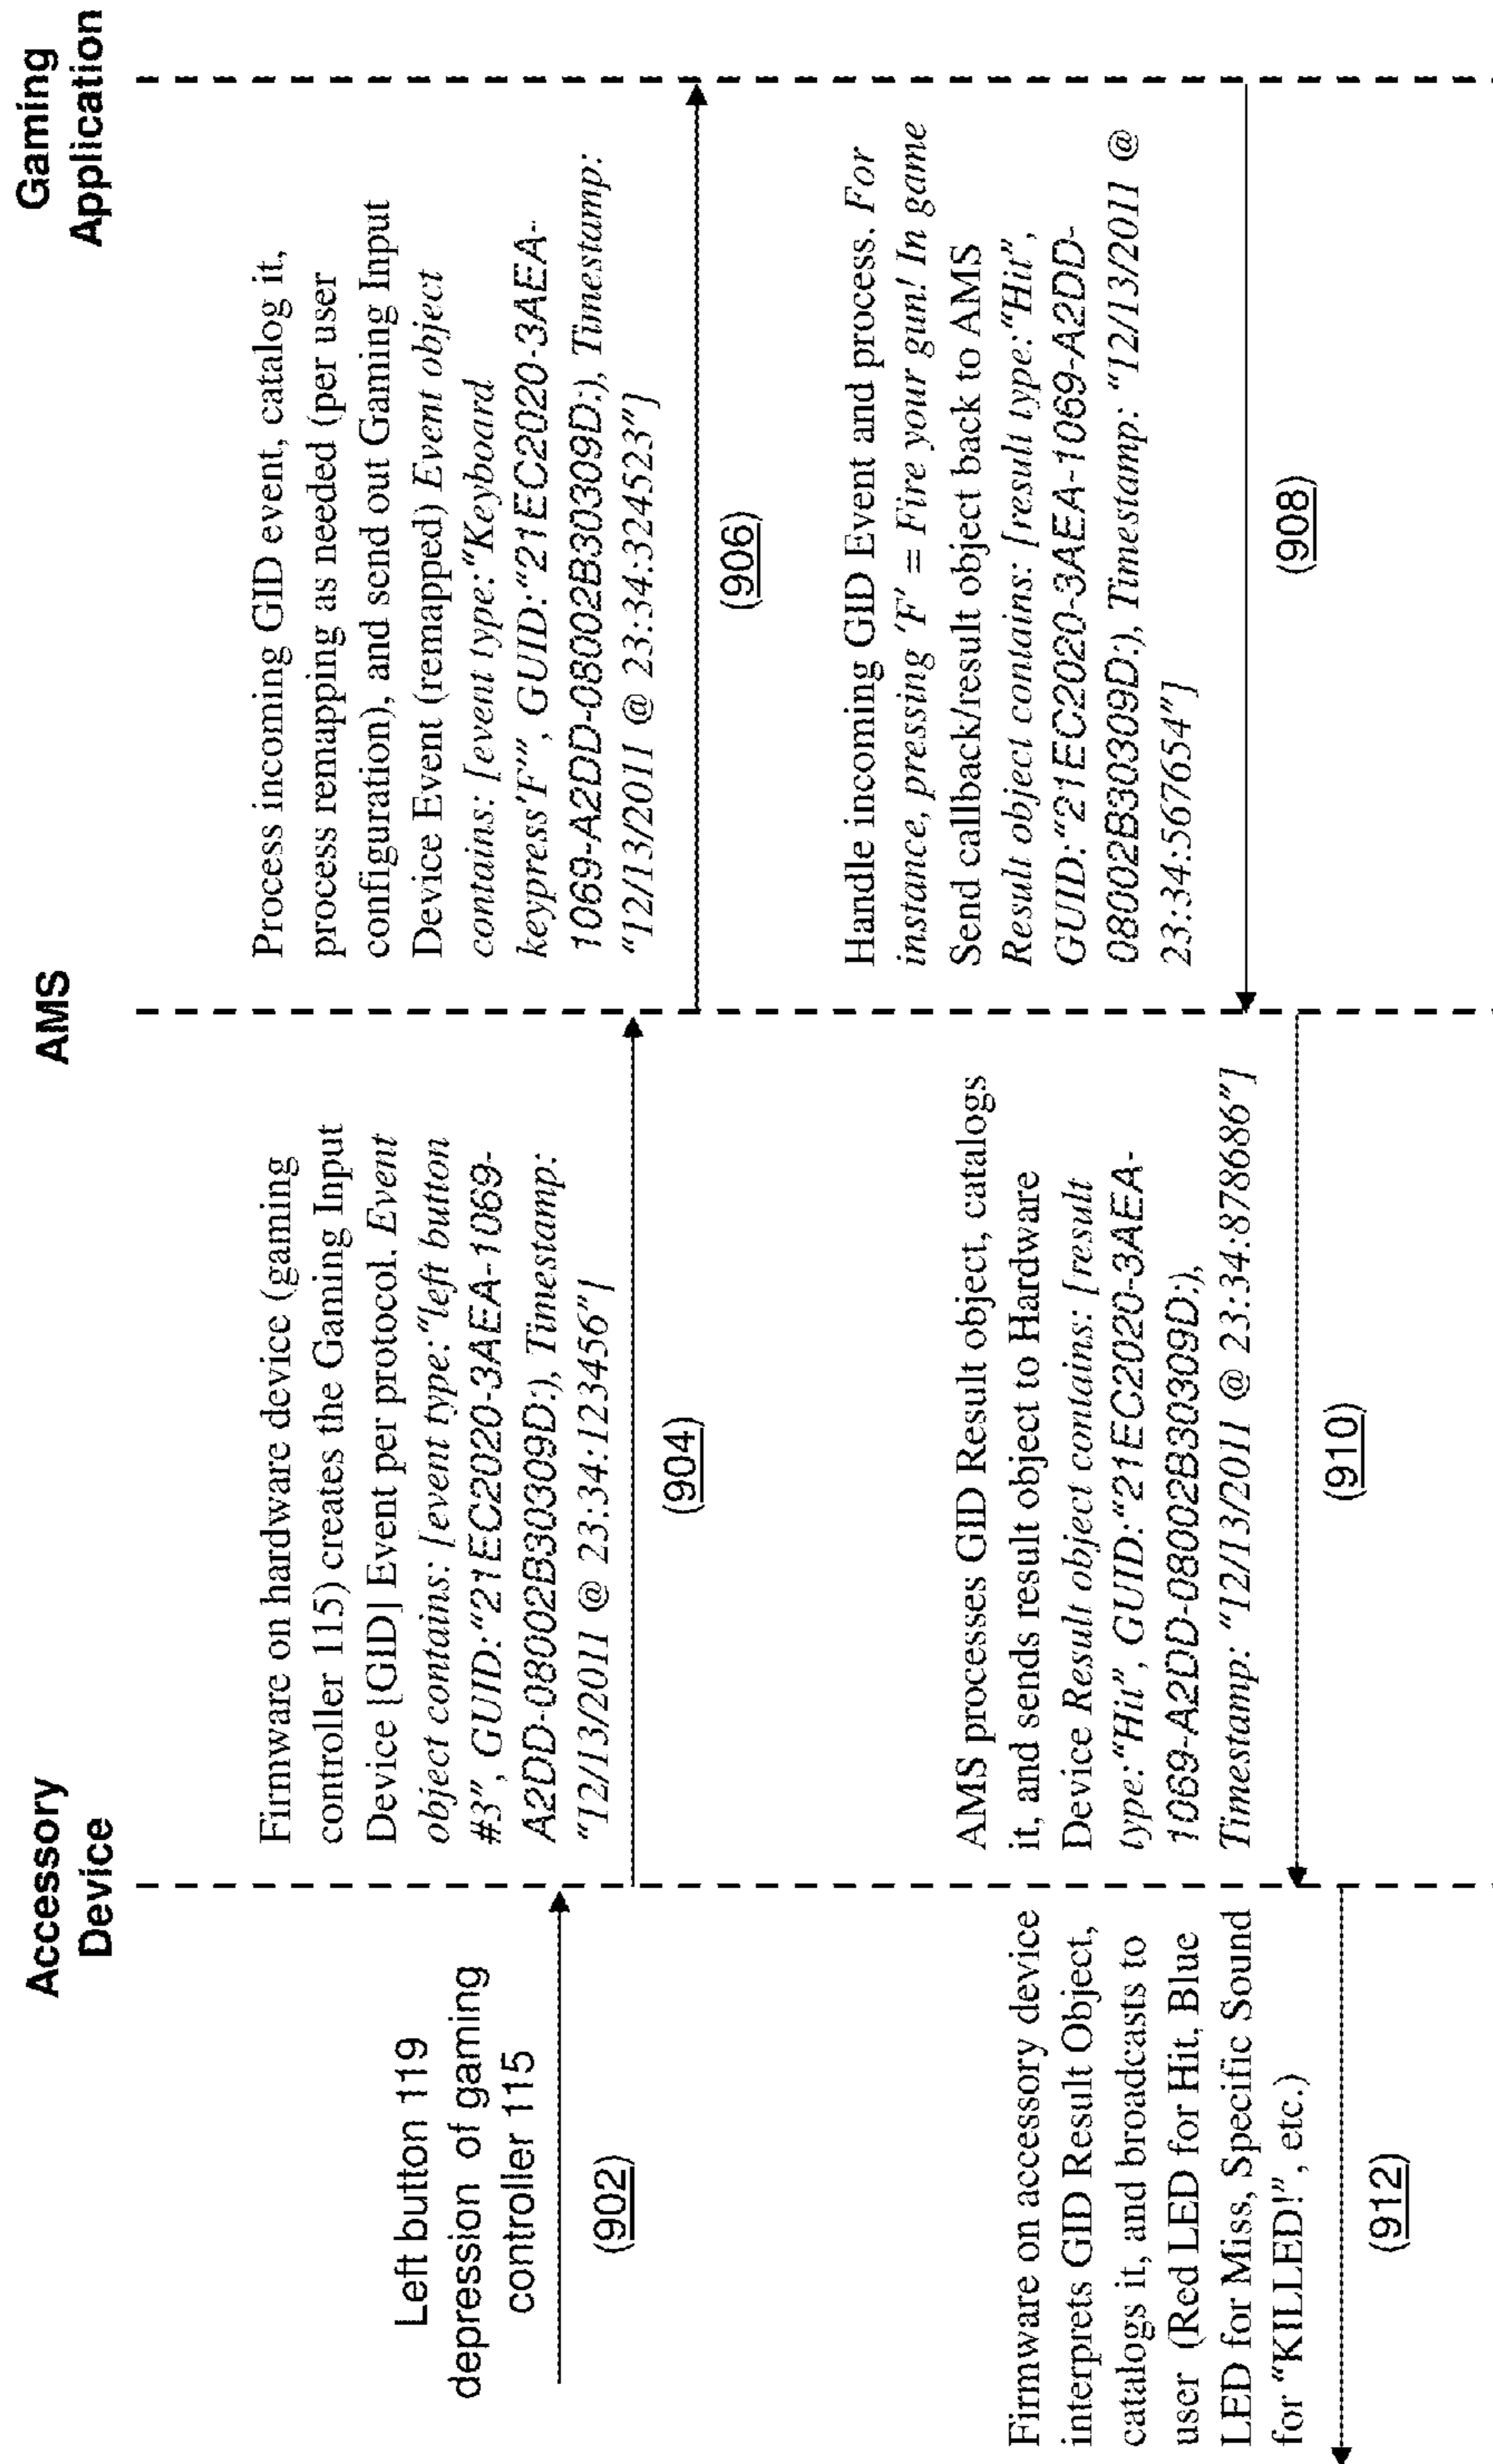 Accessory
Device
AMS
Gaming
Application
Left button 119
depression of gaming
controller 115
(902)
Firmware on hardware device (gaming
controller 115) creates the Gaming Input
Device [GID] Event per protocol. Event
object contains: [event type:"left button
#3", GUID:"21EC2020-3AEA-1069-
A2DD-08002B30309D;), Timestamp:
"12/13/2011 @ 23:34:123456"]
(904)
Process incoming GID event, catalog it,
process remapping as needed (per user
configuration), and send out Gaming Input
Device Event (remapped) Event object
contains: [event type:"Keyboard
keypress'F'", GUID:"21EC2020-3AEA-
1069-A2DD-08002B30309D;), Timestamp:
"12/13/2011 @ 23:34:324523"]
(906)
Handle incoming GID Event and process. For
instance, pressing 'F' = Fire your gun! In game
Send callback/result object back to AMS
Result object contains: [result type:"Hit",
GUID:"21EC2020-3AEA-1069-A2DD-
08002B30309D;), Timestamp: "12/13/2011 @
23:34:567654"]
(908)
AMS processes GID Result object, catalogs
it, and sends result object to Hardware
Device Result object contains: [result
type:"Hit", GUID:"21EC2020-3AEA-
1069-A2DD-08002B30309D;),
Timestamp: "12/13/2011 @ 23:34:878686"]
(910)
Firmware on accessory device
interprets GID Result Object,
catalogs it, and broadcasts to
user (Red LED for Hit, Blue
LED for Miss, Specific Sound
for "KILLED!", etc.)
(912)